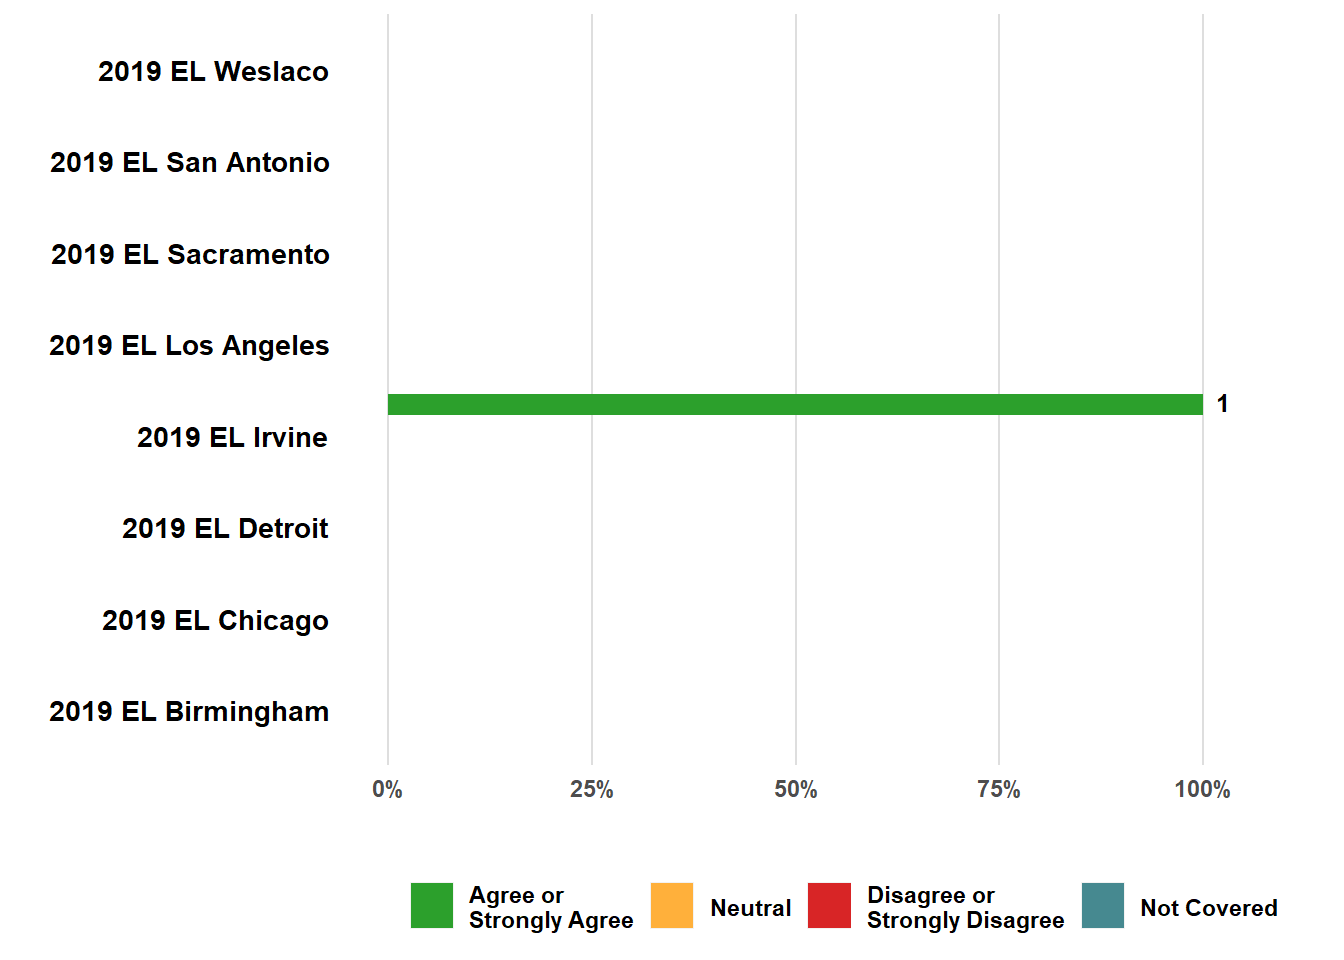 2019 EL Weslaco
2019 EL San Antonio
2019 EL Sacramento
2019 EL Los Angeles
1
2019 EL Irvine
2019 EL Detroit
2019 EL Chicago
2019 EL Birmingham
0% 25% 50% 75% 100%
Agree or
Strongly Agree
Neutral
Disagree or
Strongly Disagree
Not Covered